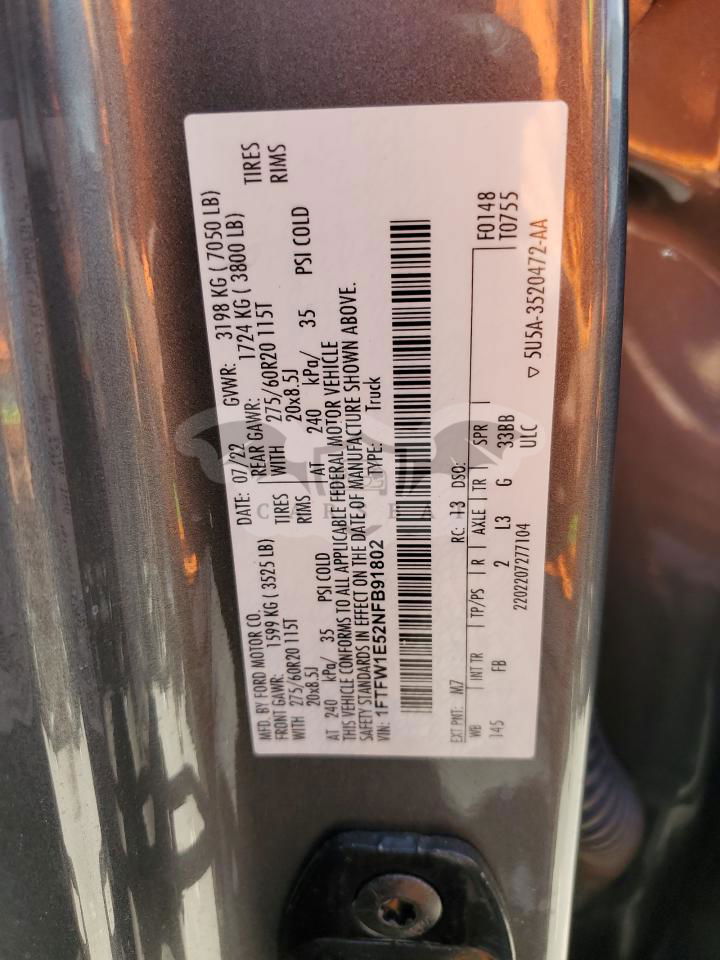 MFD. BY FORD MOTOR CO. DATE: 07/22 GVWR: 3198 KG ( 7050 LB)
FRONT GAWR: 1599 KG ( 3525 LB) REAR GAWR: 1724 KG ( 3800 LB)
WITH 275/60R20 115T TIRES WITH 275/60R20 115T TIRES
20x8.5J RIMS 20x8.5J RIMS
AT 240 kPa/ 35 PSI COLD AT 240 kPa/ 35 PSI COLD
THIS VEHICLE CONFORMS TO ALL APPLICABLE FEDERAL MOTOR VEHICLE
SAFETY STANDARDS IN EFFECT ON THE DATE OF MANUFACTURE SHOWN ABOVE.
VIN: 1FTFW1E52NFB91802 TYPE: Truck
EXT PNT: M7 RC: 13 DSO: F0148
WB INT TR TP/PS R AXLE TR SPR T0755
145 FB 2 L3 G 33BB
2202207277104 ULC
▽ 5U5A-3520472-AA